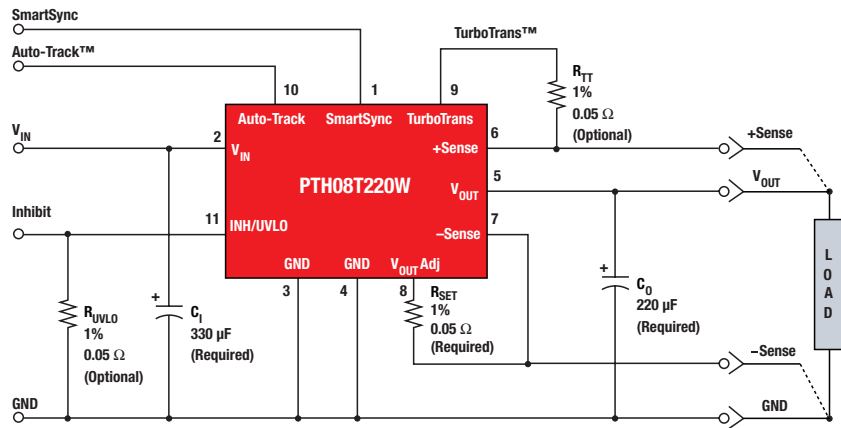 SmartSync
Auto-Track™
TurboTrans™
10
1
9
R_TT
1%
0.05 Ω
(Optional)
Auto-Track
SmartSync
TurboTrans
V_IN
2
V_IN
6
+Sense
+Sense
PTH08T220W
5
V_OUT
V_OUT
Inhibit
11
INH/UVLO
7
–Sense
GND
GND
V_OUT Adj
3
4
8
R_SET
1%
0.05 Ω
(Required)
+
C_I
330 µF
(Required)
R_UVLO
1%
0.05 Ω
(Optional)
+
C_O
220 µF
(Required)
L
O
A
D
–Sense
GND
GND